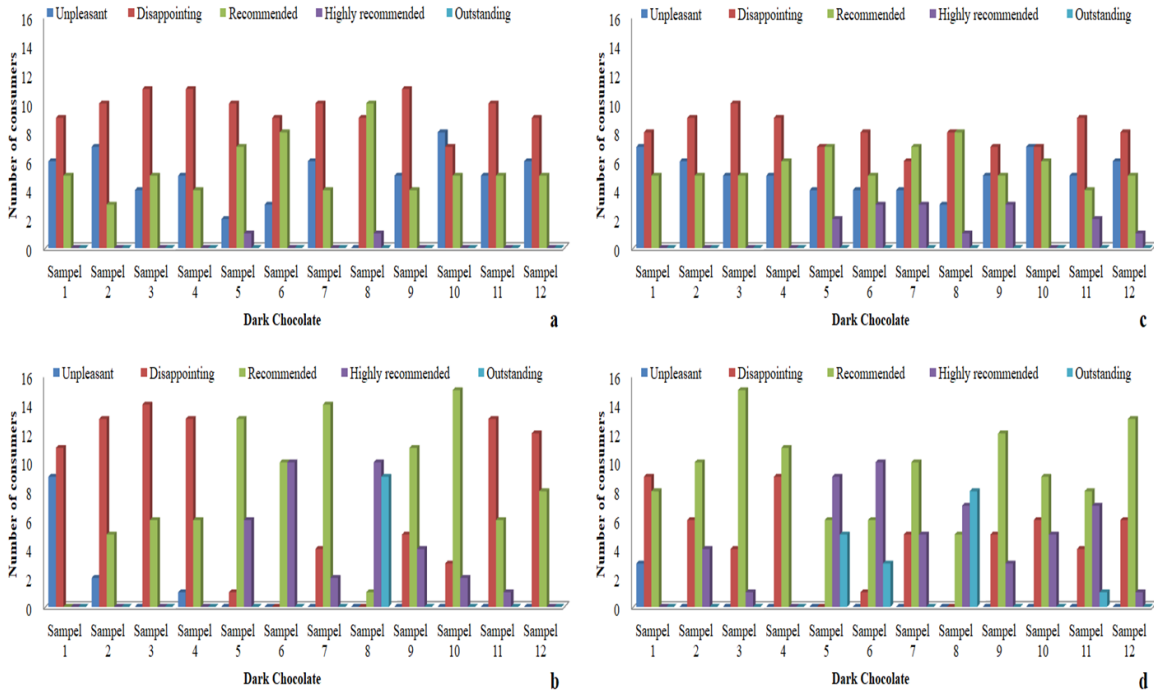 Unpleasant Disappointing Recommended Highly recommended Outstanding
Number of consumers
16
14
12
10
8
6
4
2
0
Sampel 1 Sampel 2 Sampel 3 Sampel 4 Sampel 5 Sampel 6 Sampel 7 Sampel 8 Sampel 9 Sampel 10 Sampel 11 Sampel 12
Dark Chocolate
a
Unpleasant Disappointing Recommended Highly recommended Outstanding
Number of consumers
16
14
12
10
8
6
4
2
0
Sampel 1 Sampel 2 Sampel 3 Sampel 4 Sampel 5 Sampel 6 Sampel 7 Sampel 8 Sampel 9 Sampel 10 Sampel 11 Sampel 12
Dark Chocolate
c
Unpleasant Disappointing Recommended Highly recommended Outstanding
Number of consumers
16
14
12
10
8
6
4
2
0
Sampel 1 Sampel 2 Sampel 3 Sampel 4 Sampel 5 Sampel 6 Sampel 7 Sampel 8 Sampel 9 Sampel 10 Sampel 11 Sampel 12
Dark Chocolate
b
Unpleasant Disappointing Recommended Highly recommended Outstanding
Number of consumers
16
14
12
10
8
6
4
2
0
Sampel 1 Sampel 2 Sampel 3 Sampel 4 Sampel 5 Sampel 6 Sampel 7 Sampel 8 Sampel 9 Sampel 10 Sampel 11 Sampel 12
Dark Chocolate
d